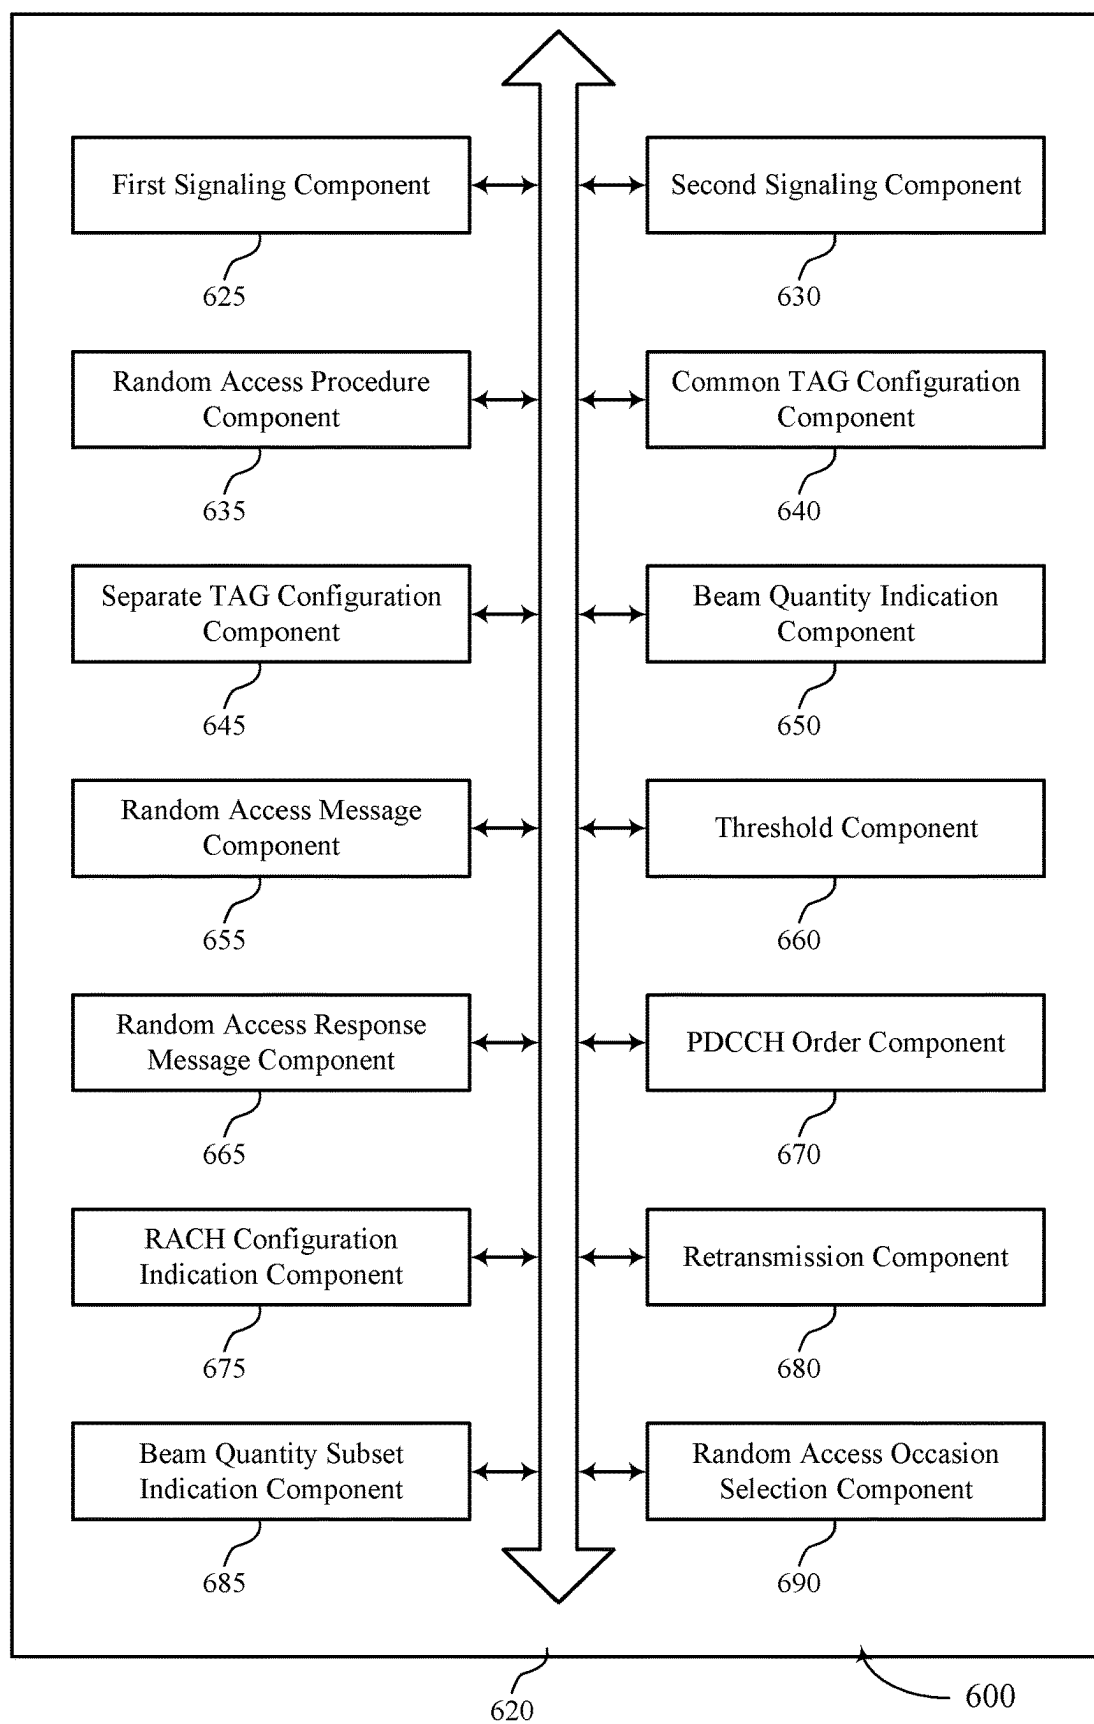 First Signaling Component
625
Second Signaling Component
630
Random Access Procedure
Component
635
Common TAG Configuration
Component
640
Separate TAG Configuration
Component
645
Beam Quantity Indication
Component
650
Random Access Message
Component
655
Threshold Component
660
Random Access Response
Message Component
665
PDCCH Order Component
670
RACH Configuration
Indication Component
675
Retransmission Component
680
Beam Quantity Subset
Indication Component
685
Random Access Occasion
Selection Component
690
620
600